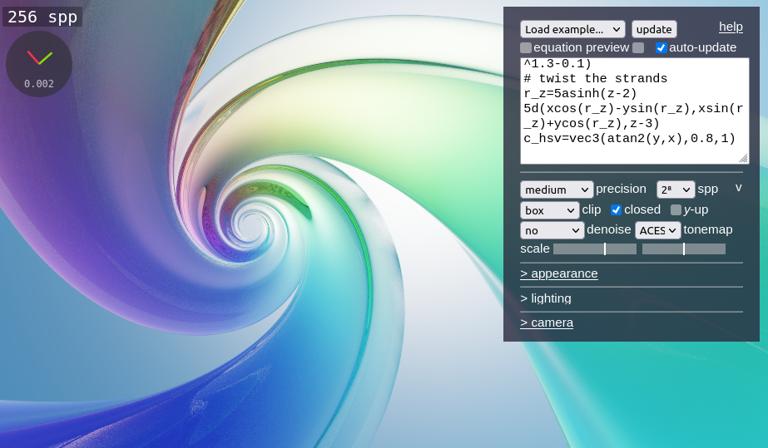 256 spp
0.002
Load example... update help
equation preview auto-update
^1.3-0.1)
# twist the strands
r_z=5asinh(z-2)
5d(xcos(r_z)-ysin(r_z),xsin(r
_z)+ycos(r_z),z-3)
c_hsv=vec3(atan2(y,x),0.8,1)
medium precision 2⁸ spp v
box clip closed y-up
no denoise ACES tonemap
scale
> appearance
> lighting
> camera